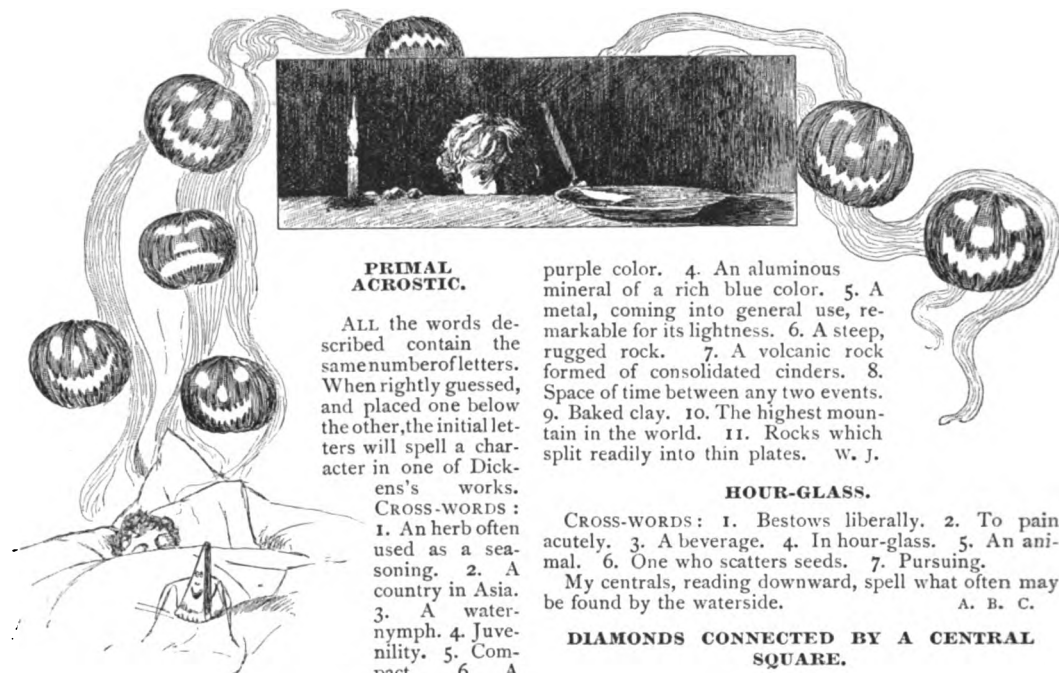 PRIMAL
ACROSTIC.
ALL the words de-
scribed contain the
same number of letters.
When rightly guessed,
and placed one below
the other, the initial let-
ters will spell a char-
acter in one of Dick-
ens's works.
CROSS-WORDS :
1. An herb often
used as a sea-
soning. 2. A
country in Asia.
3. A water-
nymph. 4. Juve-
nility. 5. Com-
pact. 6. A
purple color. 4. An aluminous
mineral of a rich blue color. 5. A
metal, coming into general use, re-
markable for its lightness. 6. A steep,
rugged rock. 7. A volcanic rock
formed of consolidated cinders. 8.
Space of time between any two events.
9. Baked clay. 10. The highest moun-
tain in the world. 11. Rocks which
split readily into thin plates. W. J.
HOUR-GLASS.
CROSS-WORDS : 1. Bestows liberally. 2. To pain
acutely. 3. A beverage. 4. In hour-glass. 5. An ani-
mal. 6. One who scatters seeds. 7. Pursuing.
My centrals, reading downward, spell what often may
be found by the waterside. A. B. C.
DIAMONDS CONNECTED BY A CENTRAL
SQUARE.